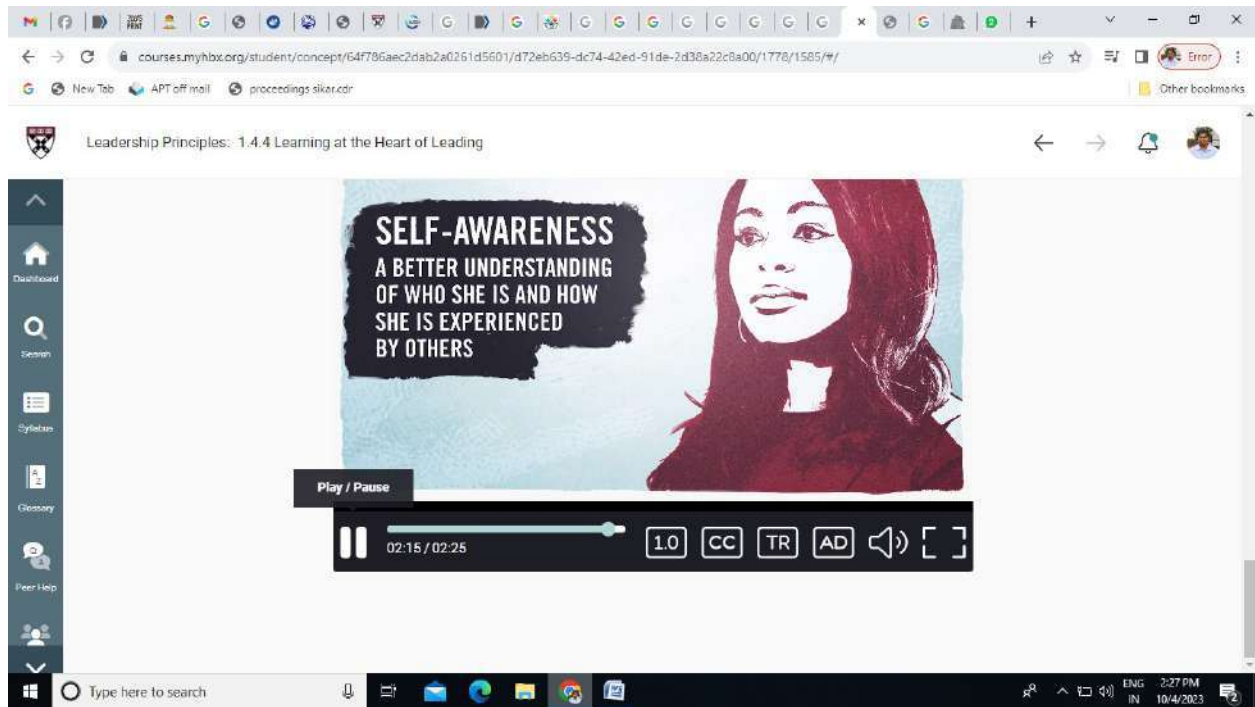 courses.myhbx.org/student/concept/64f786aec2dab2a0261d5601/d72eb639-dc74-42ed-91de-2d38a22c8a00/1778/1585/#/
Error
New Tab
APT off mail
proceedings sikar.cdr
Other bookmarks
Leadership Principles: 1.4.4 Learning at the Heart of Leading
Dashboard
Search
Syllabus
Glossary
Peer Help
SELF-AWARENESS
A BETTER UNDERSTANDING
OF WHO SHE IS AND HOW
SHE IS EXPERIENCED
BY OTHERS
Play / Pause
02:15 / 02:25
1.0
CC
TR
AD
Type here to search
ENG
IN
2:27 PM
10/4/2023